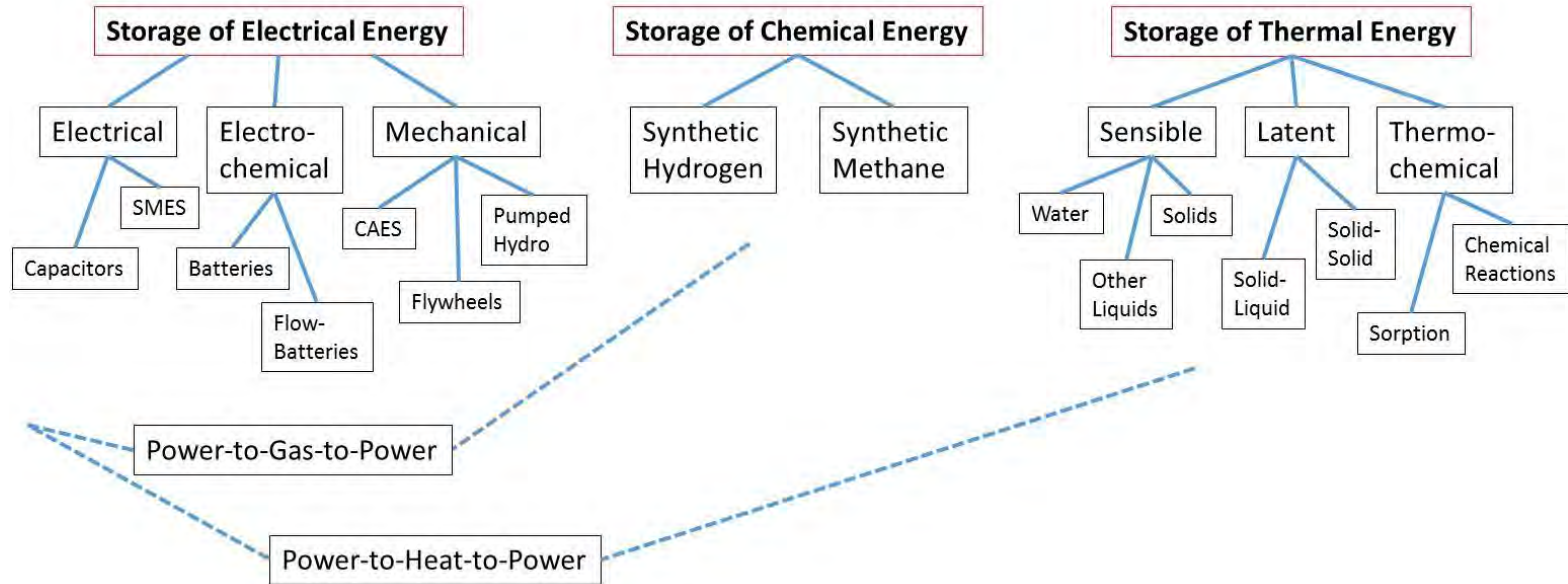 Storage of Electrical Energy
Storage of Chemical Energy
Storage of Thermal Energy
Electrical
Electro-
chemical
Mechanical
Synthetic
Hydrogen
Synthetic
Methane
Sensible
Latent
Thermo-
chemical
SMES
Capacitors
Batteries
Flow-
Batteries
CAES
Flywheels
Pumped
Hydro
Water
Other
Liquids
Solids
Solid-
Liquid
Solid-
Solid
Sorption
Chemical
Reactions
Power-to-Gas-to-Power
Power-to-Heat-to-Power